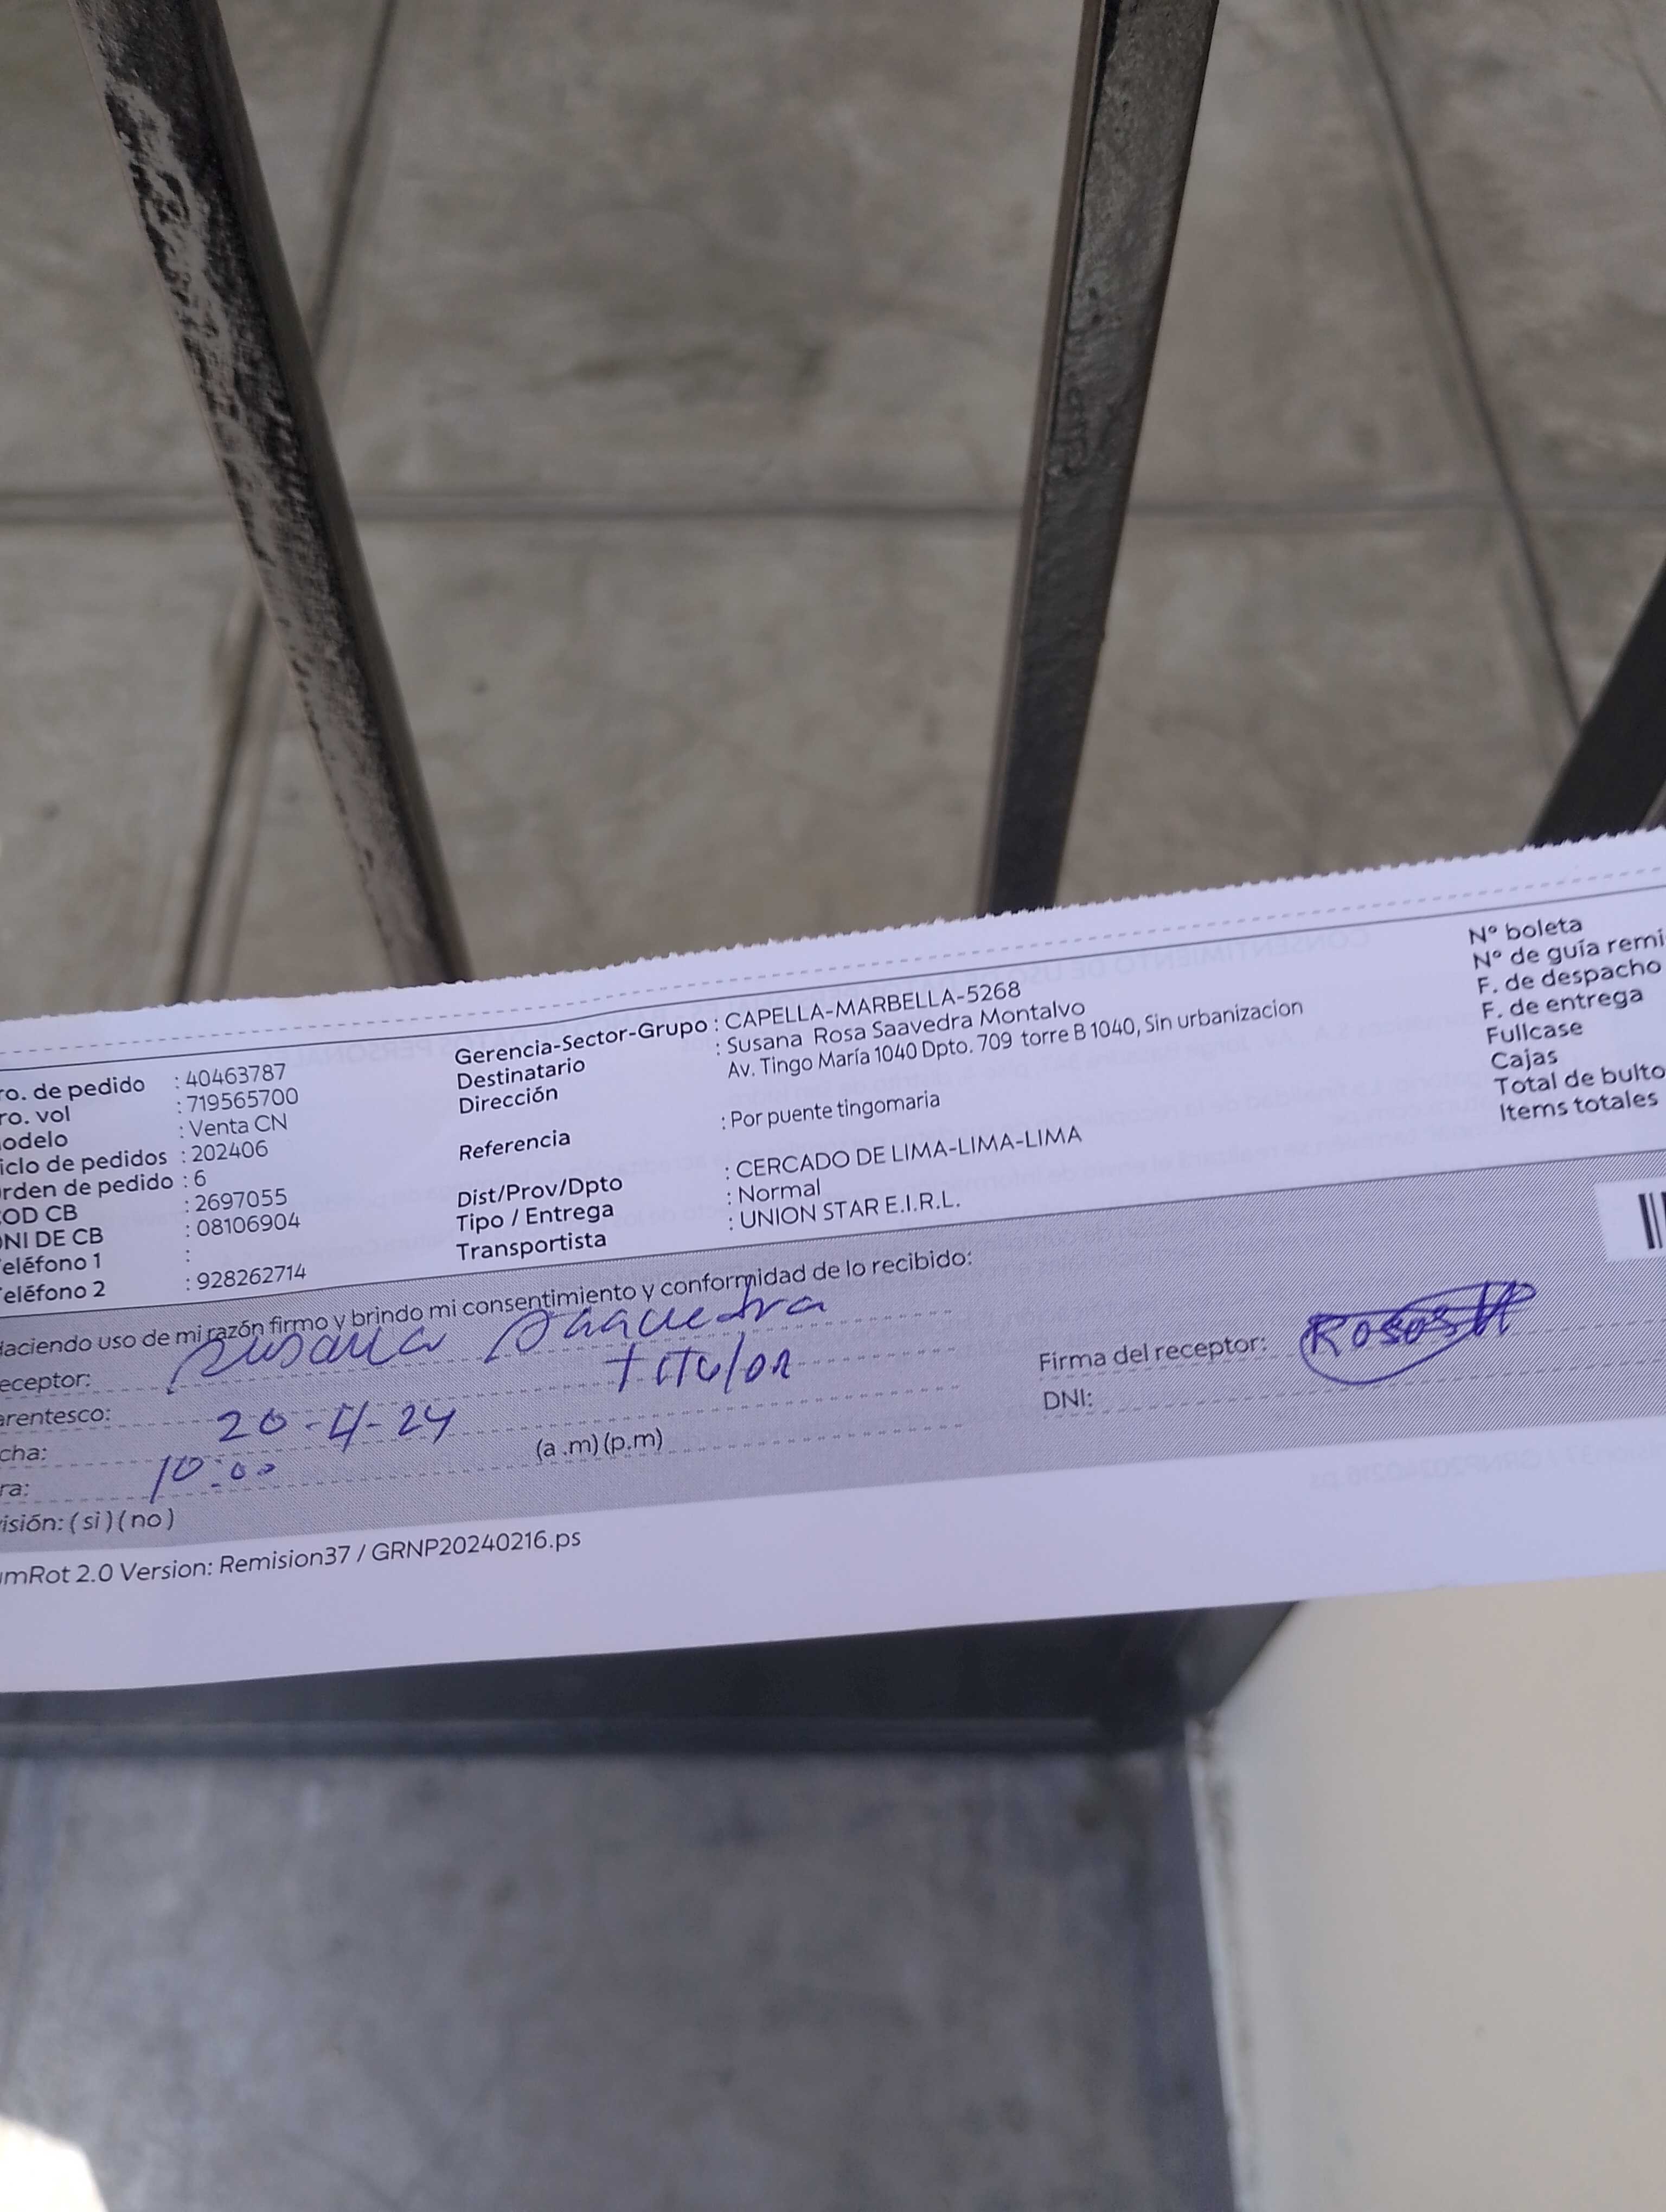 ro. de pedido : 40463787
ro. vol : 719565700
odelo : Venta CN
iclo de pedidos : 202406
rden de pedido : 6
OD CB : 2697055
NI DE CB : 08106904
eléfono 1 :
eléfono 2 : 928262714
Gerencia-Sector-Grupo : CAPELLA-MARBELLA-5268
Destinatario : Susana Rosa Saavedra Montalvo
Dirección Av. Tingo María 1040 Dpto. 709 torre B 1040, Sin urbanizacion
Referencia : Por puente tingomaria
Dist/Prov/Dpto : CERCADO DE LIMA-LIMA-LIMA
Tipo / Entrega : Normal
Transportista : UNION STAR E.I.R.L.
N° boleta
N° de guía remi
F. de despacho
F. de entrega
Fullcase
Cajas
Total de bulto
Items totales
Haciendo uso de mi razón firmo y brindo mi consentimiento y conformidad de lo recibido:
eceptor: Susana Saavedra
arentesco: titular
cha: 20-4-24
ra: 10:00 (a .m) (p.m)
isión: ( si ) ( no )
Firma del receptor:
DNI:
umRot 2.0 Version: Remision37 / GRNP20240216.ps